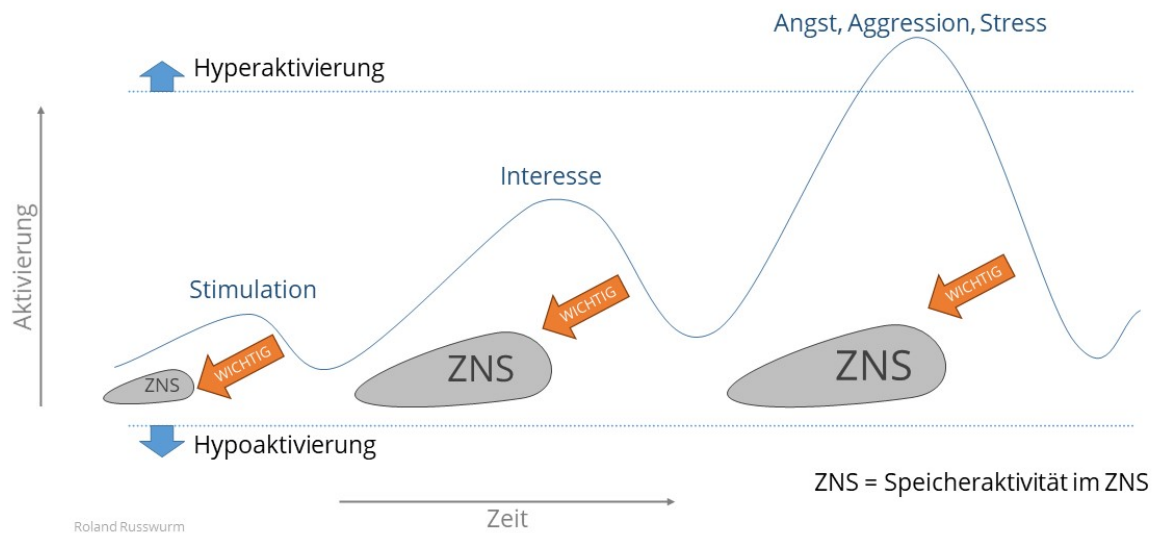 Angst, Aggression, Stress
Hyperaktivierung
Interesse
Aktivierung
Stimulation
WICHTIG
WICHTIG
WICHTIG
ZNS
ZNS
ZNS
Hypoaktivierung
ZNS = Speicheraktivität im ZNS
Zeit
Roland Russwurm